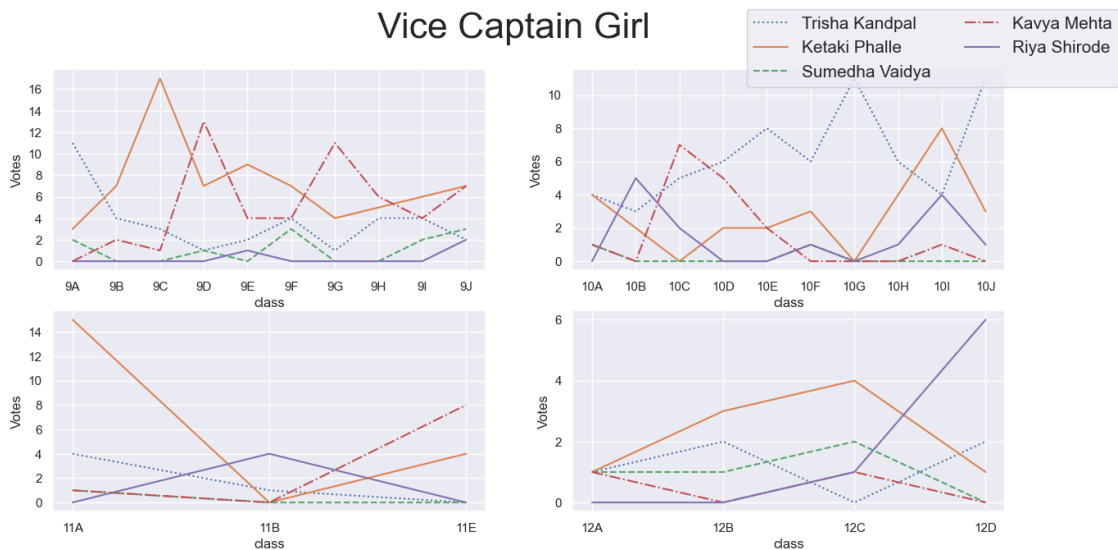 Vice Captain Girl
Trisha Kandpal
Ketaki Phalle
Sumedha Vaidya
Kavya Mehta
Riya Shirode
Votes
16
14
12
10
8
6
4
2
0
9A 9B 9C 9D 9E 9F 9G 9H 9I 9J
class
Votes
10
8
6
4
2
0
10A 10B 10C 10D 10E 10F 10G 10H 10I 10J
class
Votes
14
12
10
8
6
4
2
0
11A 11B 11E
class
Votes
6
4
2
0
12A 12B 12C 12D
class